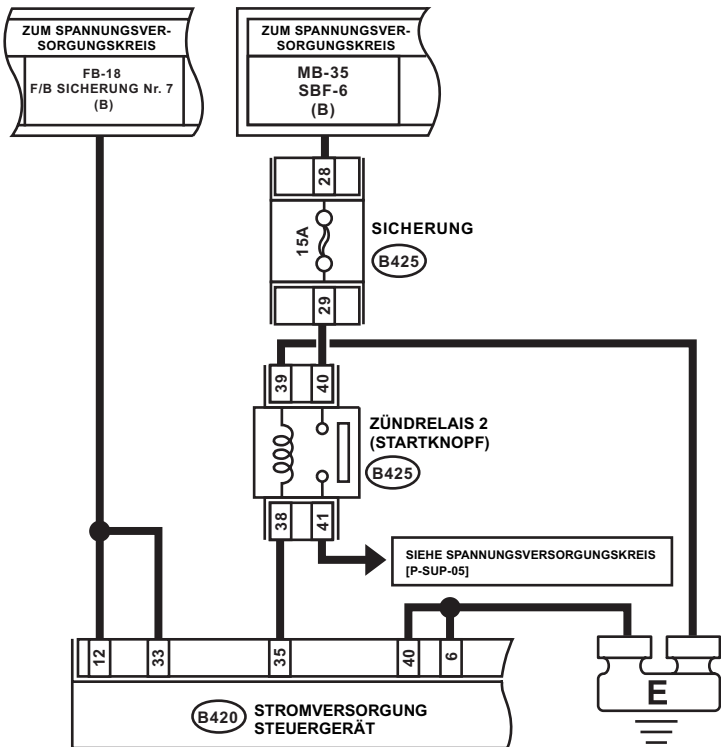 ZUM SPANNUNGSVER-
SORGUNGSKREIS
FB-18
F/B SICHERUNG Nr. 7
(B)
ZUM SPANNUNGSVER-
SORGUNGSKREIS
MB-35
SBF-6
(B)
28
15A
SICHERUNG
B425
29
39
40
ZÜNDRELAIS 2
(STARTKNOPF)
B425
38
41
SIEHE SPANNUNGSVERSORGUNGSKREIS
[P-SUP-05]
12
33
35
40
6
E
B420
STROMVERSORGUNG
STEUERGERÄT